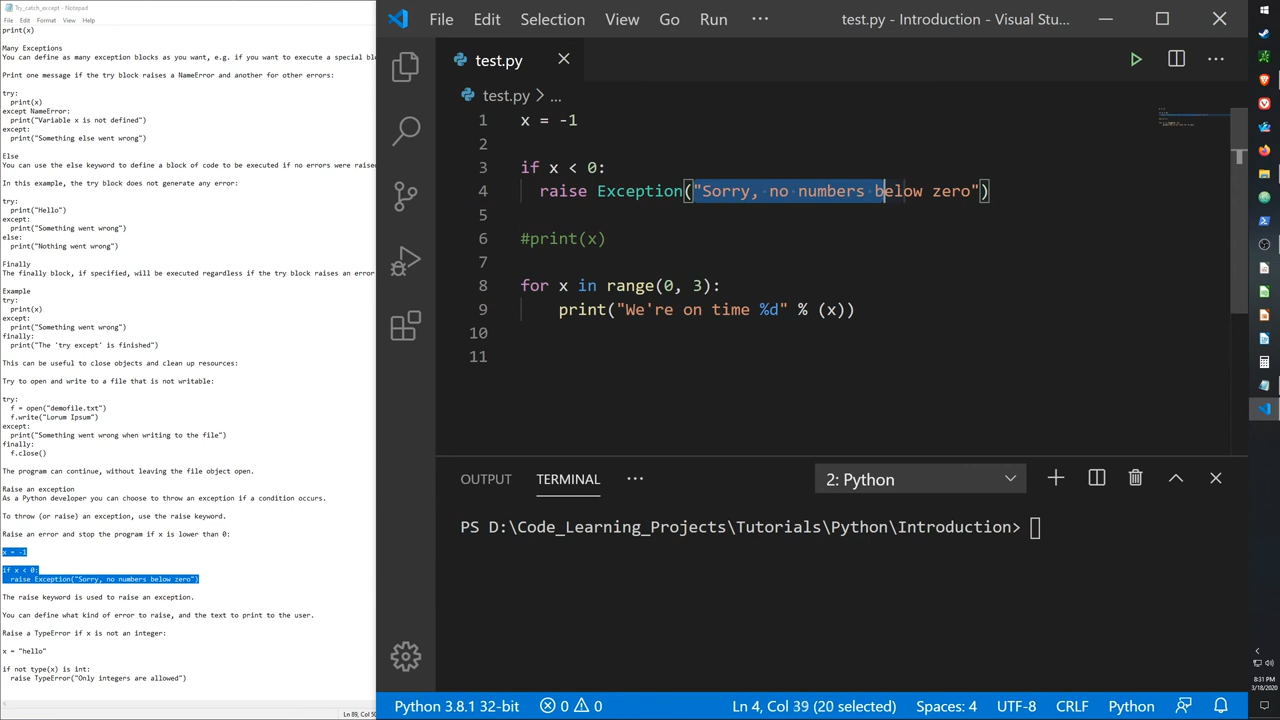 Try_catch_except - Notepad
File Edit Format View Help
print(x)
Many Exceptions
You can define as many exception blocks as you want, e.g. if you want to execute a special blo
Print one message if the try block raises a NameError and another for other errors:
try:
print(x)
except NameError:
print("Variable x is not defined")
except:
print("Something else went wrong")
Else
You can use the else keyword to define a block of code to be executed if no errors were raised
In this example, the try block does not generate any error:
try:
print("Hello")
except:
print("Something went wrong")
else:
print("Nothing went wrong")
Finally
The finally block, if specified, will be executed regardless if the try block raises an error
Example
try:
print(x)
except:
print("Something went wrong")
finally:
print("The 'try except' is finished")
This can be useful to close objects and clean up resources:
Try to open and write to a file that is not writable:
try:
f = open("demofile.txt")
f.write("Lorum Ipsum")
except:
print("Something went wrong when writing to the file")
finally:
f.close()
The program can continue, without leaving the file object open.
Raise an exception
As a Python developer you can choose to throw an exception if a condition occurs.
To throw (or raise) an exception, use the raise keyword.
Raise an error and stop the program if x is lower than 0:
x = -1
if x < 0:
raise Exception("Sorry, no numbers below zero")
The raise keyword is used to raise an exception.
You can define what kind of error to raise, and the text to print to the user.
Raise a TypeError if x is not an integer:
x = "hello"
if not type(x) is int:
raise TypeError("Only integers are allowed")
Ln 89, Col 50
File Edit Selection View Go Run ··· test.py - Introduction - Visual Stu...
test.py
test.py > ...
1 x = -1
2
3 if x < 0:
4 raise Exception("Sorry, no numbers below zero")
5
6 #print(x)
7
8 for x in range(0, 3):
9 print("We're on time %d" % (x))
10
11
OUTPUT TERMINAL ··· 2: Python
PS D:\Code_Learning_Projects\Tutorials\Python\Introduction>
Python 3.8.1 32-bit 0 0 Ln 4, Col 39 (20 selected) Spaces: 4 UTF-8 CRLF Python
8:31 PM
3/18/2020